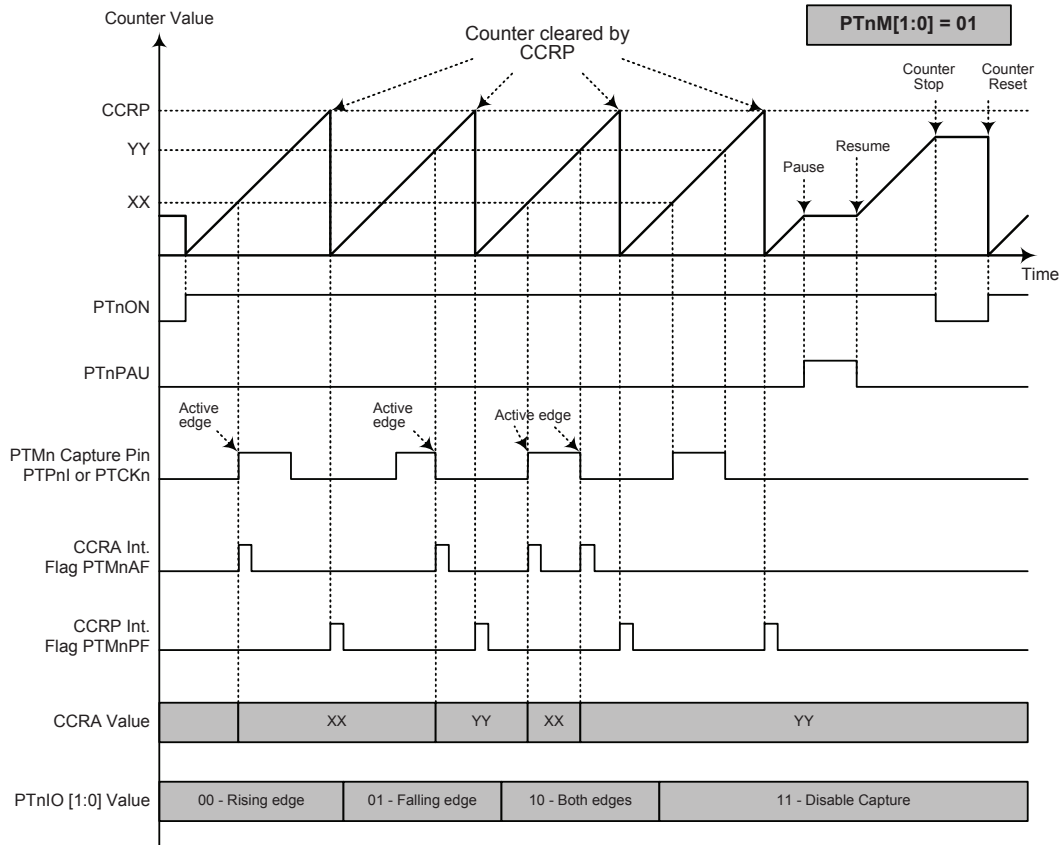 Counter Value
PTnM[1:0] = 01
Counter cleared by
CCRP
Counter
Stop
Counter
Reset
CCRP
YY
XX
Pause
Resume
Time
PTnON
PTnPAU
Active
edge
Active
edge
Active edge
PTMn Capture Pin
PTPnI or PTCKn
CCRA Int.
Flag PTMnAF
CCRP Int.
Flag PTMnPF
CCRA Value
XX
YY
XX
YY
PTnIO [1:0] Value
00 - Rising edge
01 - Falling edge
10 - Both edges
11 - Disable Capture